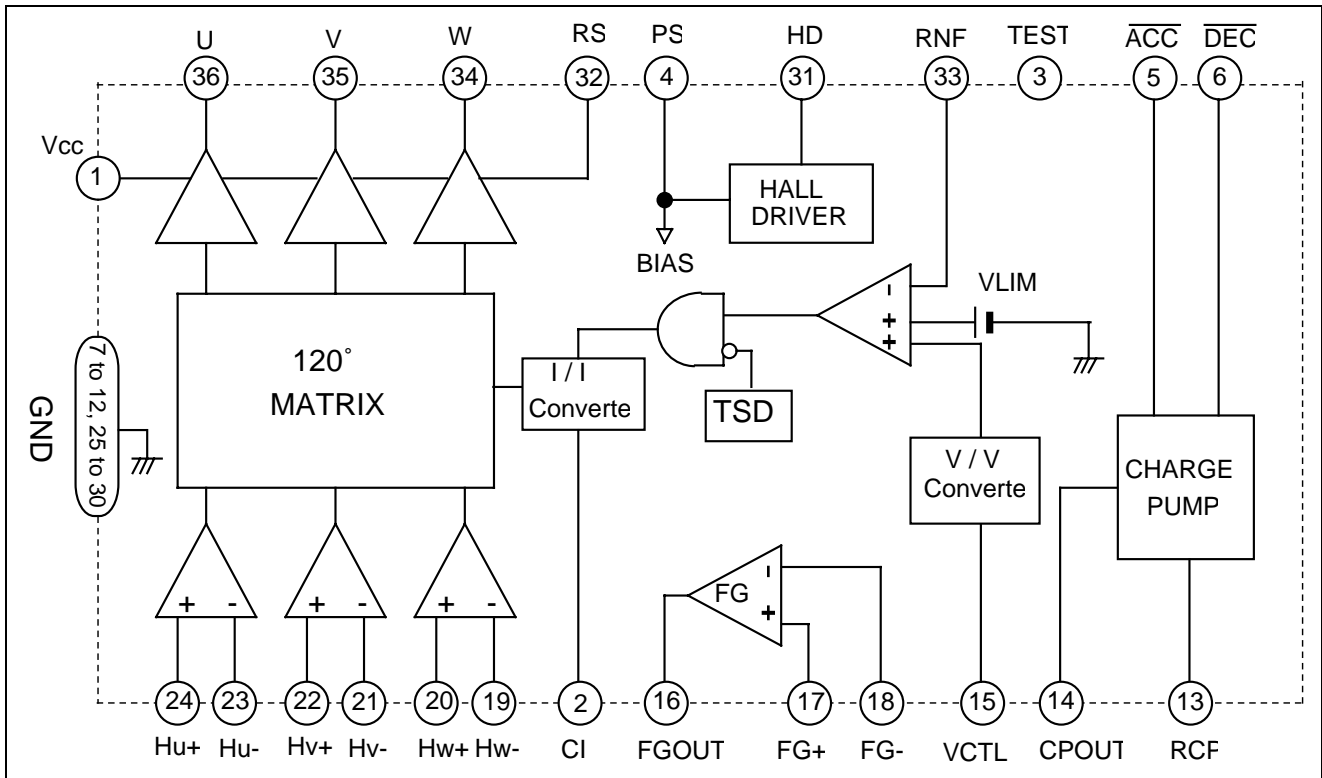 U V W RS PS HD RNF TEST ACC DEC
36 35 34 32 4 31 33 3 5 6
Vcc
1
HALL
DRIVER
BIAS
VLIM
-
+
+
120°
MATRIX
I / I
Converte
TSD
V / V
Converte
CHARGE
PUMP
GND
7 to 12, 25 to 30
FG
-
+
+ - + - + -
24 23 22 21 20 19 2 16 17 18 15 14 13
Hu+ Hu- Hv+ Hv- Hw+ Hw- CI FGOUT FG+ FG- VCTL CPOUT RCF